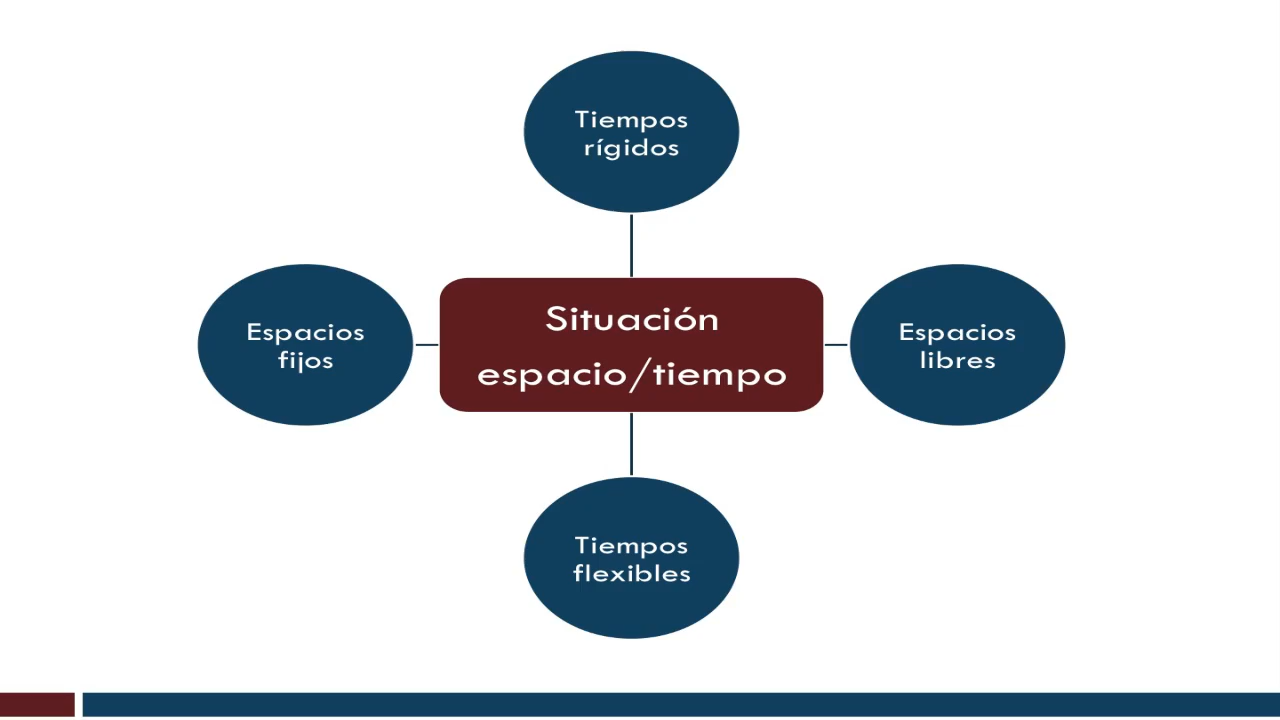 Tiempos
rígidos
Espacios
fijos
Situación
espacio/tiempo
Espacios
libres
Tiempos
flexibles